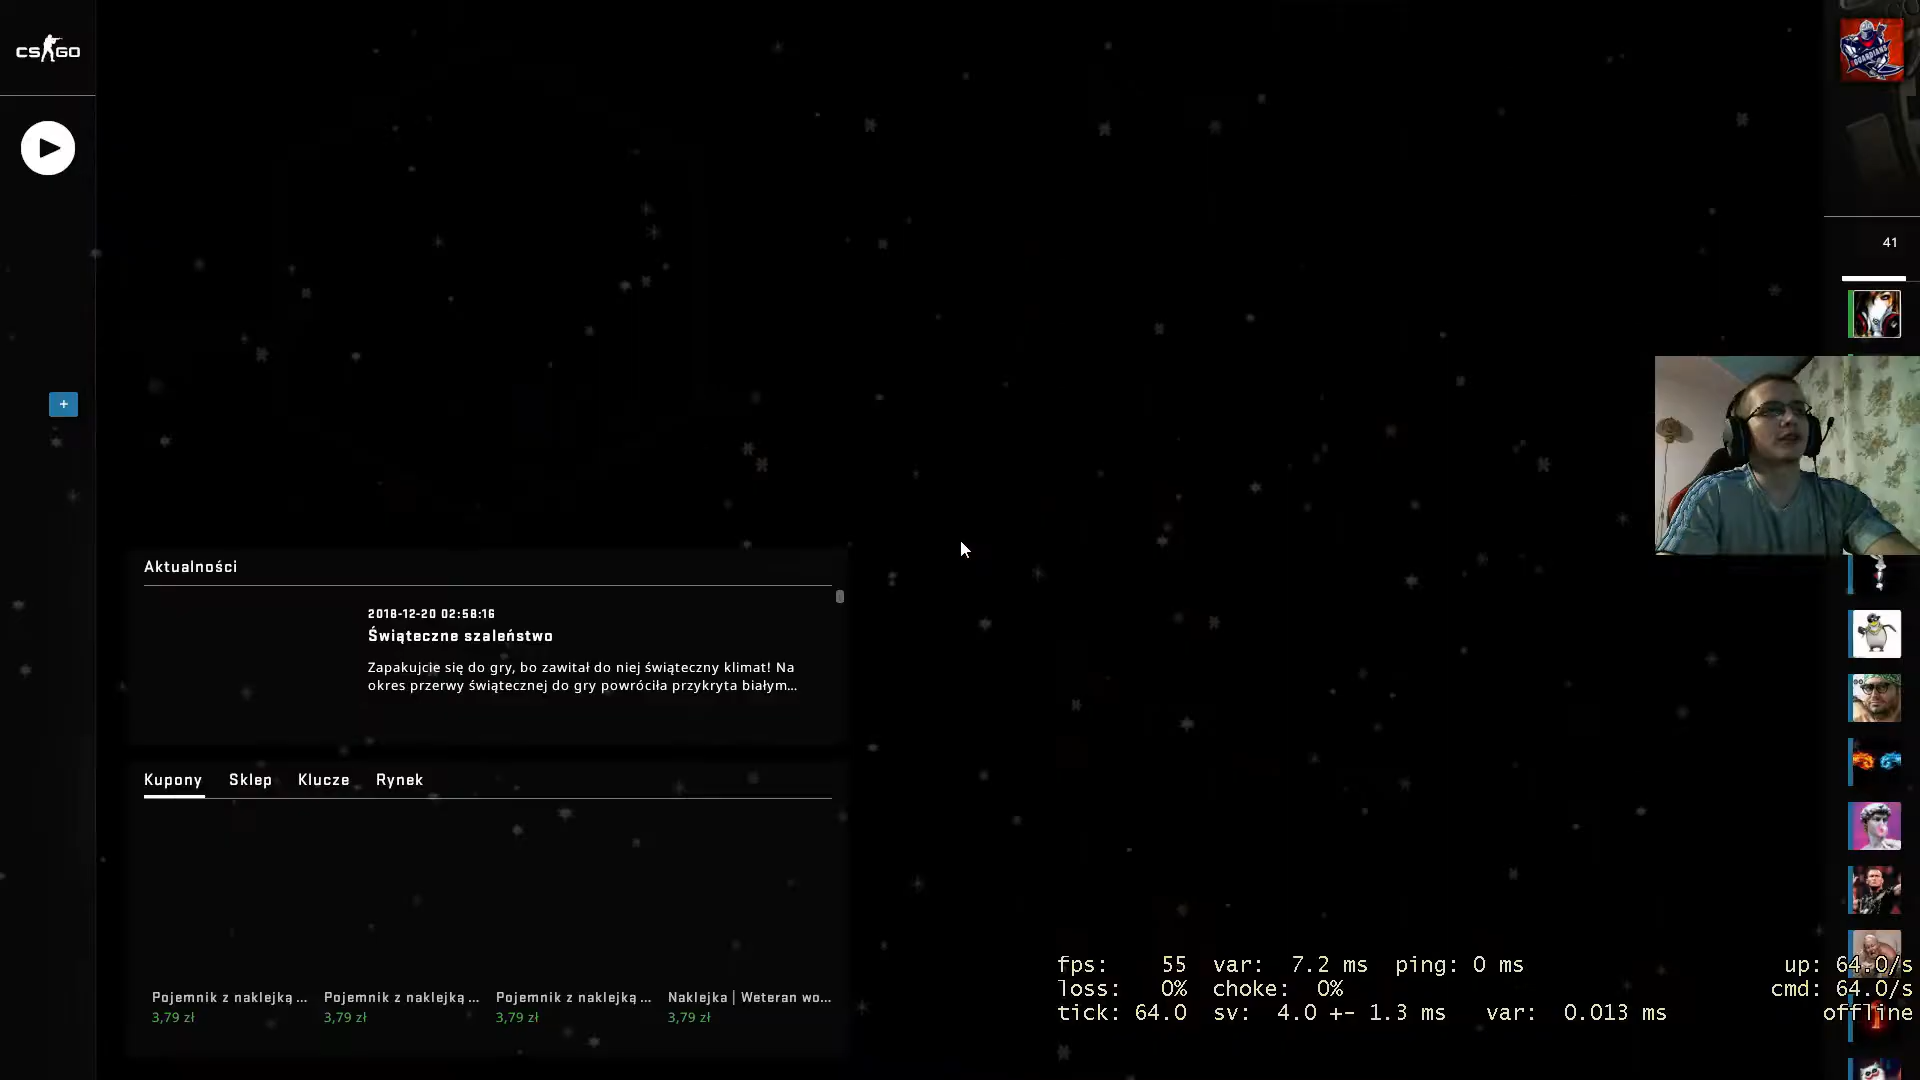 CS GO
41
+
Aktualności
2018-12-20 02:58:16
Świąteczne szaleństwo
Zapakujcie się do gry, bo zawitał do niej świąteczny klimat! Na
okres przerwy świątecznej do gry powróciła przykryta białym...
Kupony Sklep Klucze Rynek
Pojemnik z naklejką ... Pojemnik z naklejką ... Pojemnik z naklejką ... Naklejka | Weteran wo...
3,79 zł 3,79 zł 3,79 zł 3,79 zł
fps: 55 var: 7.2 ms ping: 0 ms up: 64.0/s
loss: 0% choke: 0% cmd: 64.0/s
tick: 64.0 sv: 4.0 +- 1.3 ms var: 0.013 ms offline